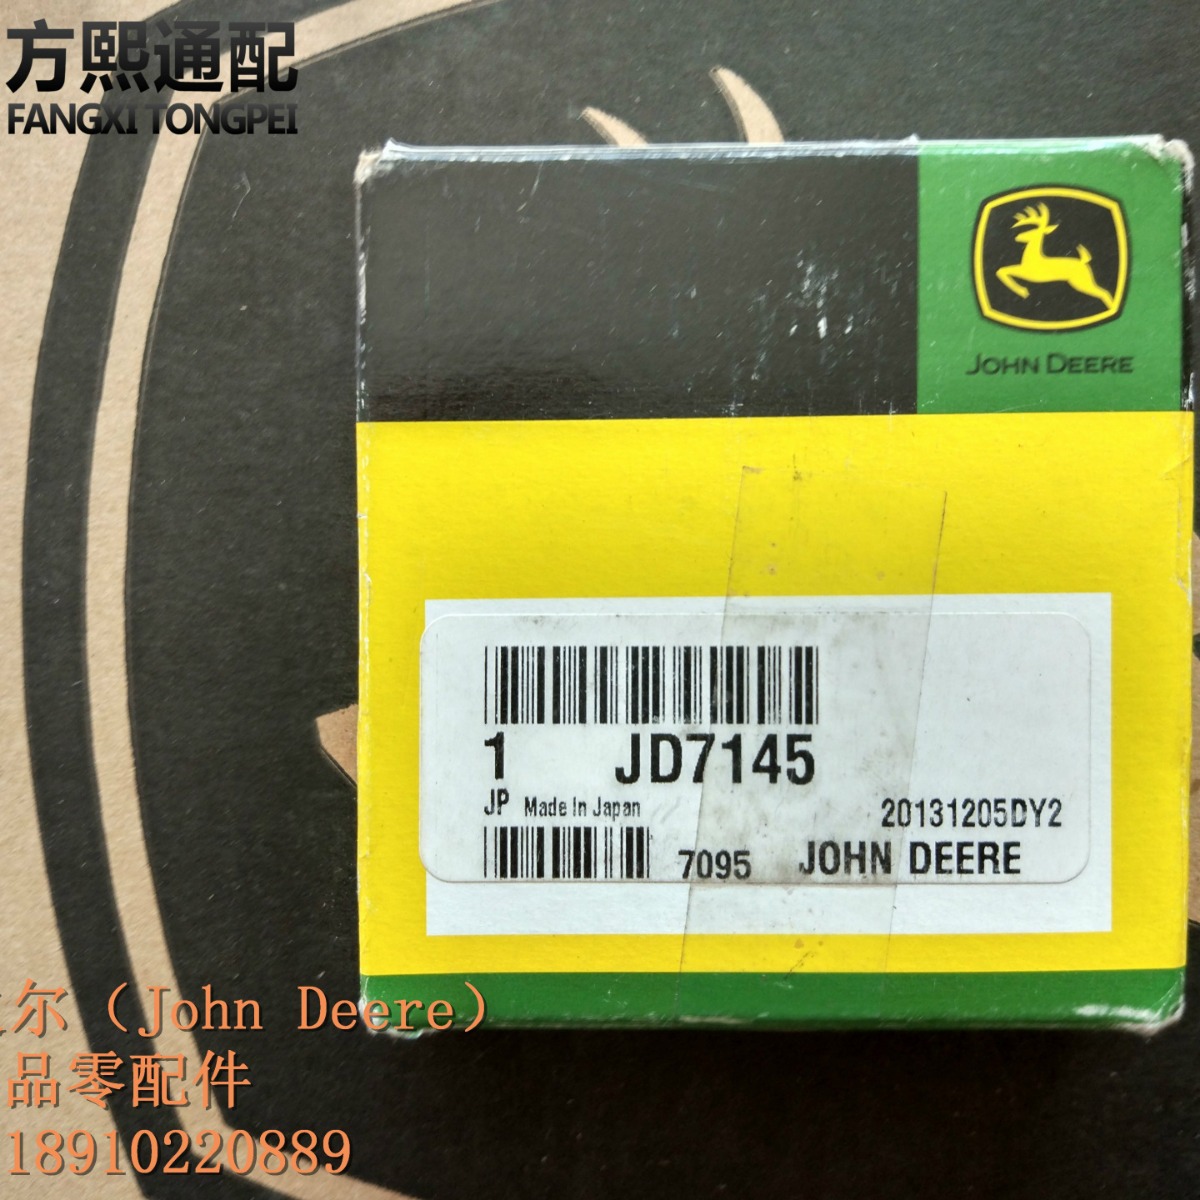 方熙通配
FANGXI TONGPEI
JOHN DEERE
1 JD7145
JP Made In Japan 20131205DY2
7095 JOHN DEERE
尔（John Deere）
品零配件
18910220889